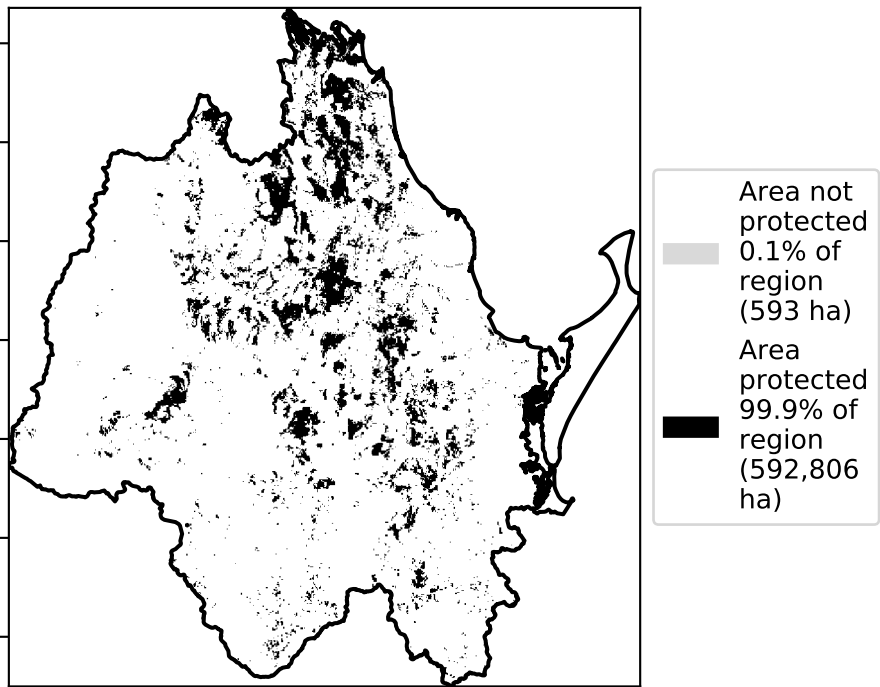 Area not
protected
0.1% of
region
(593 ha)
Area
protected
99.9% of
region
(592,806
ha)